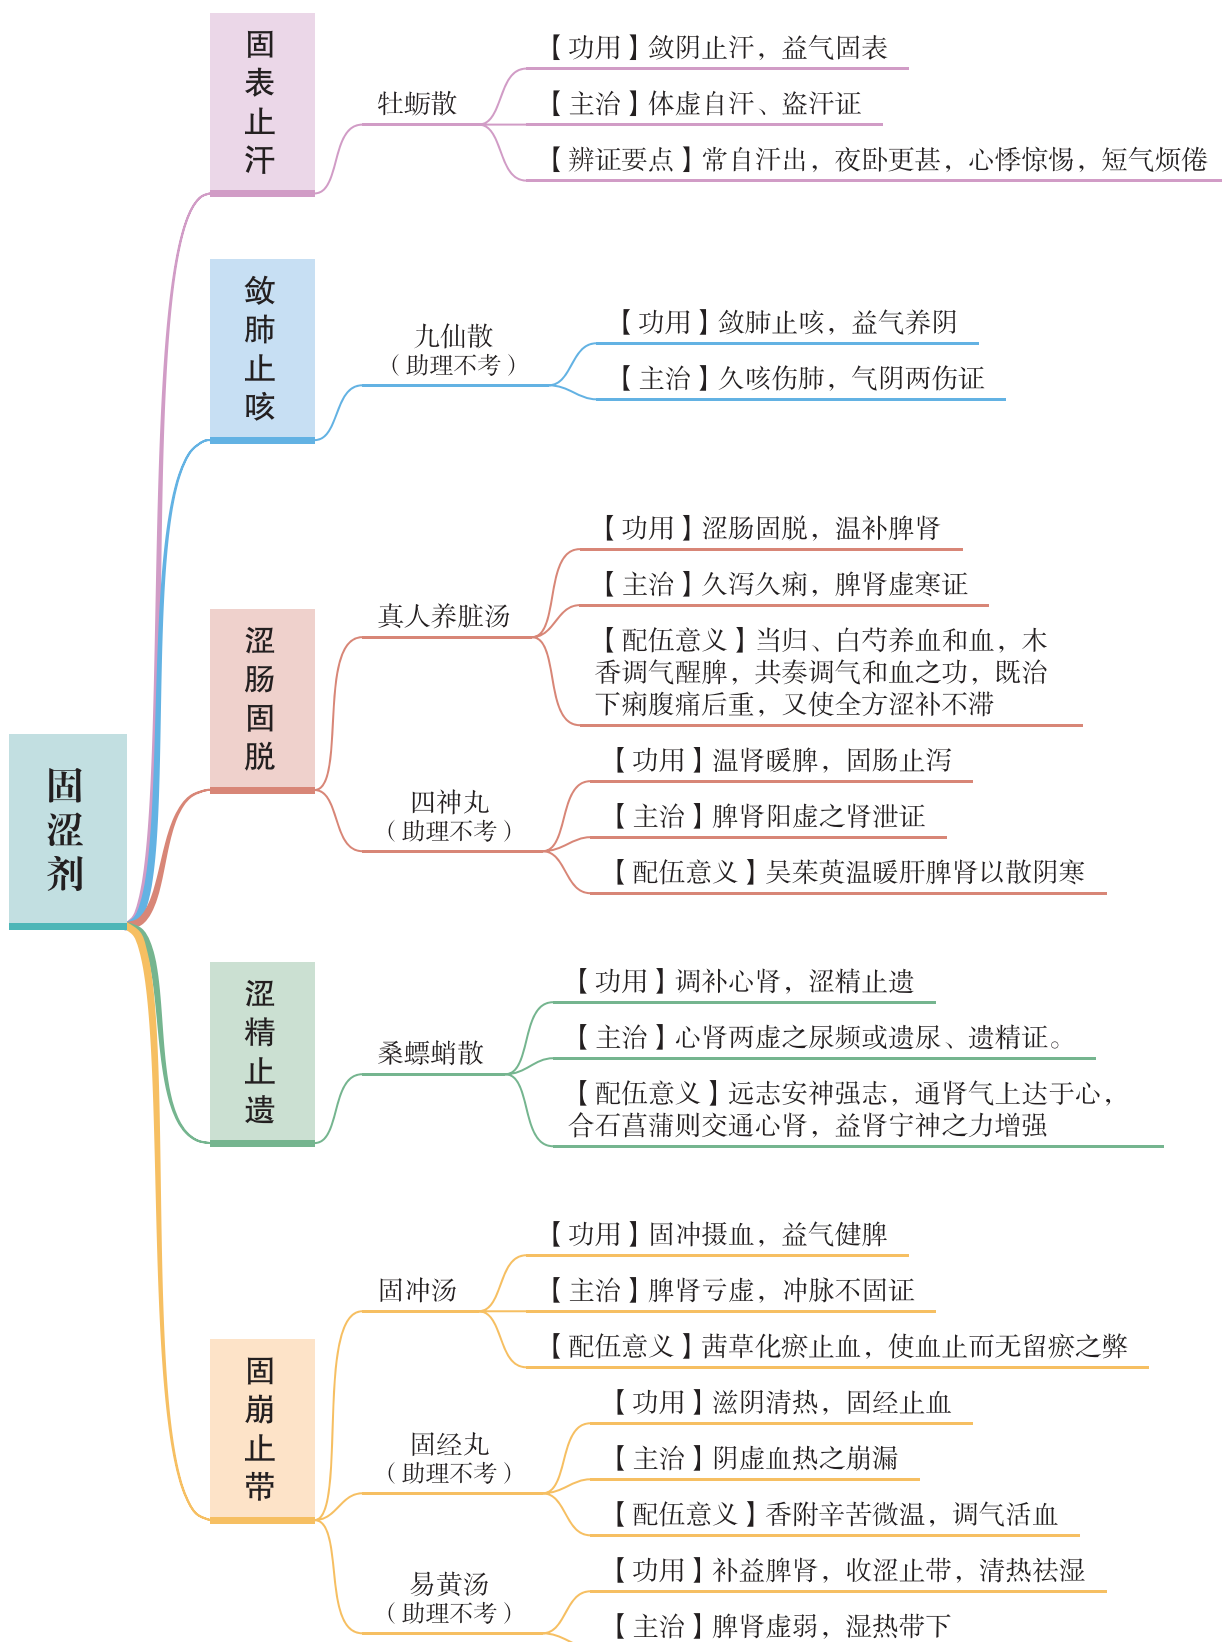 固涩剂
固表止汗
牡蛎散
【功用】敛阴止汗，益气固表
【主治】体虚自汗、盗汗证
【辨证要点】常自汗出，夜卧更甚，心悸惊惕，短气烦倦
敛肺止咳
九仙散
（助理不考）
【功用】敛肺止咳，益气养阴
【主治】久咳伤肺，气阴两伤证
涩肠固脱
真人养脏汤
【功用】涩肠固脱，温补脾肾
【主治】久泻久痢，脾肾虚寒证
【配伍意义】当归、白芍养血和血，木
香调气醒脾，共奏调气和血之功，既治
下痢腹痛后重，又使全方涩补不滞
四神丸
（助理不考）
【功用】温肾暖脾，固肠止泻
【主治】脾肾阳虚之肾泄证
【配伍意义】吴茱萸温暖肝脾肾以散阴寒
涩精止遗
桑螵蛸散
【功用】调补心肾，涩精止遗
【主治】心肾两虚之尿频或遗尿、遗精证。
【配伍意义】远志安神强志，通肾气上达于心，
合石菖蒲则交通心肾，益肾宁神之力增强
固崩止带
固冲汤
【功用】固冲摄血，益气健脾
【主治】脾肾亏虚，冲脉不固证
【配伍意义】茜草化瘀止血，使血止而无留瘀之弊
固经丸
（助理不考）
【功用】滋阴清热，固经止血
【主治】阴虚血热之崩漏
【配伍意义】香附辛苦微温，调气活血
易黄汤
（助理不考）
【功用】补益脾肾，收涩止带，清热祛湿
【主治】脾肾虚弱，湿热带下